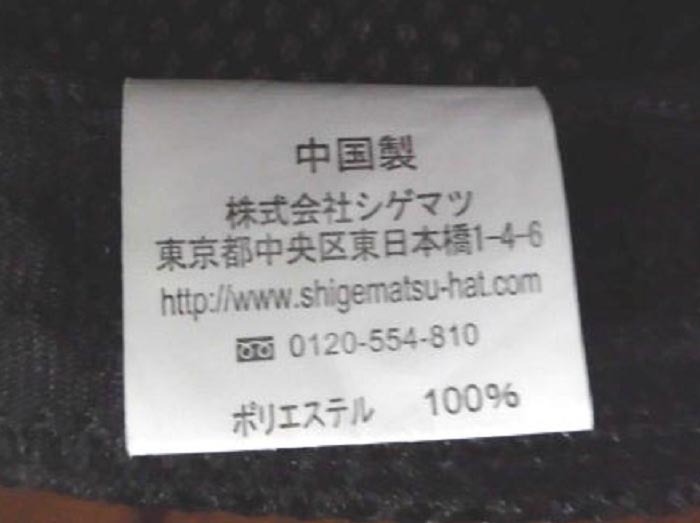 中国製
株式会社シゲマツ
東京都中央区東日本橋1-4-6
http://www.shigematsu-hat.com
0120-554-810
ポリエステル 100%